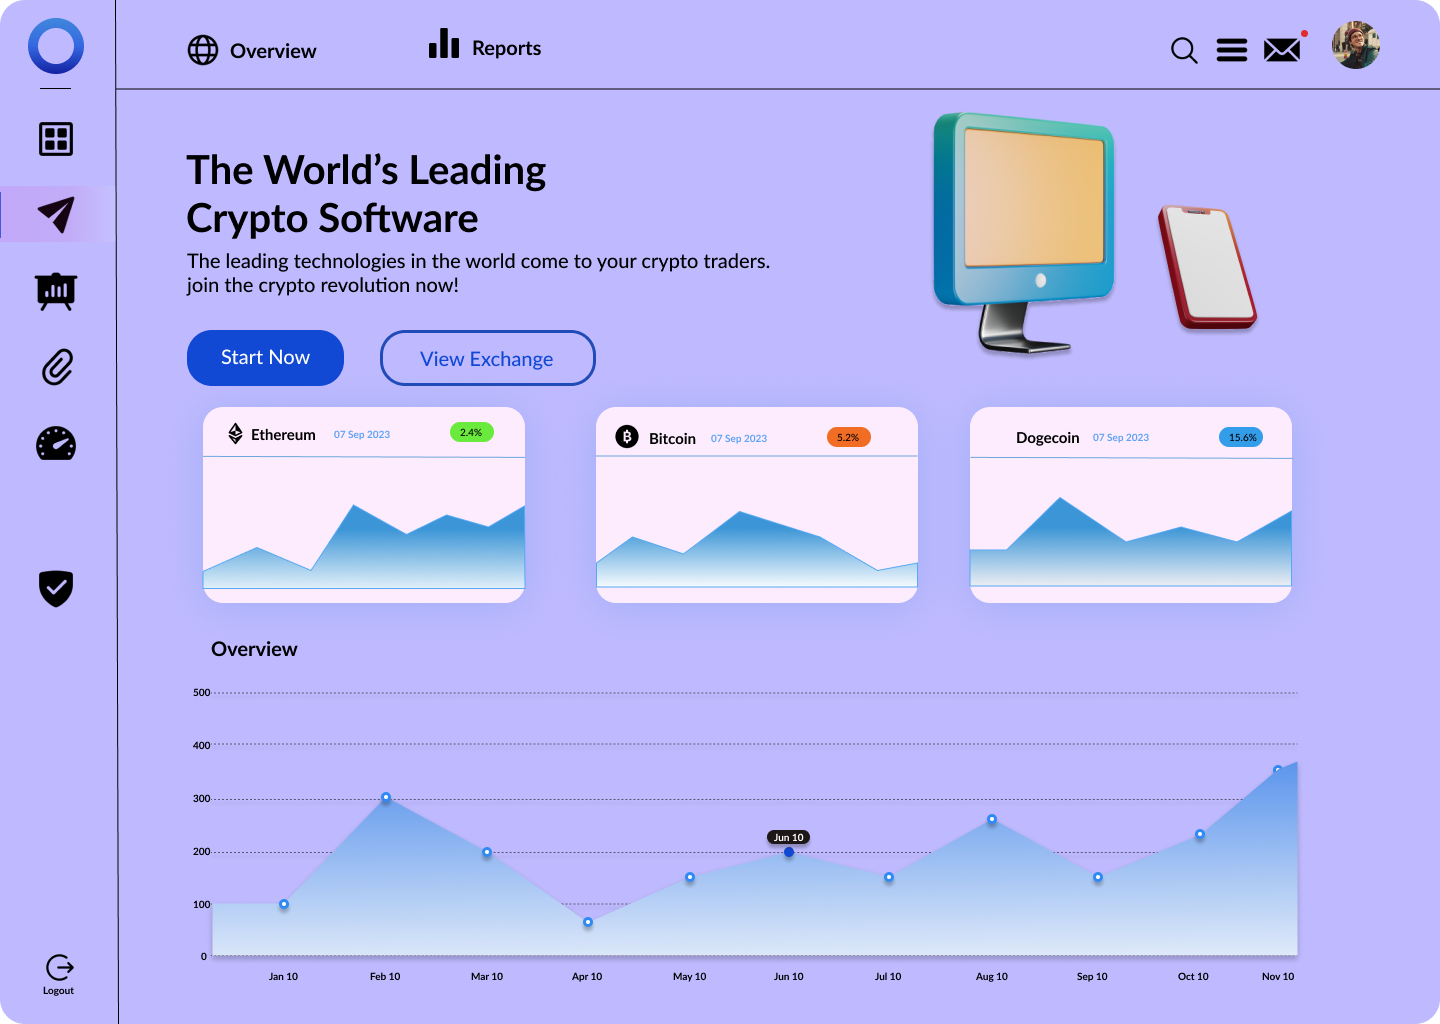 Overview
Reports
The World's Leading
Crypto Software
The leading technologies in the world come to your crypto traders.
join the crypto revolution now!
Start Now
View Exchange
Ethereum
07 Sep 2023
2.4%
Bitcoin
07 Sep 2023
5.2%
Dogecoin
07 Sep 2023
15.6%
Overview
500
400
300
200
100
0
Jun 10
Jan 10
Feb 10
Mar 10
Apr 10
May 10
Jun 10
Jul 10
Aug 10
Sep 10
Oct 10
Nov 10
Logout